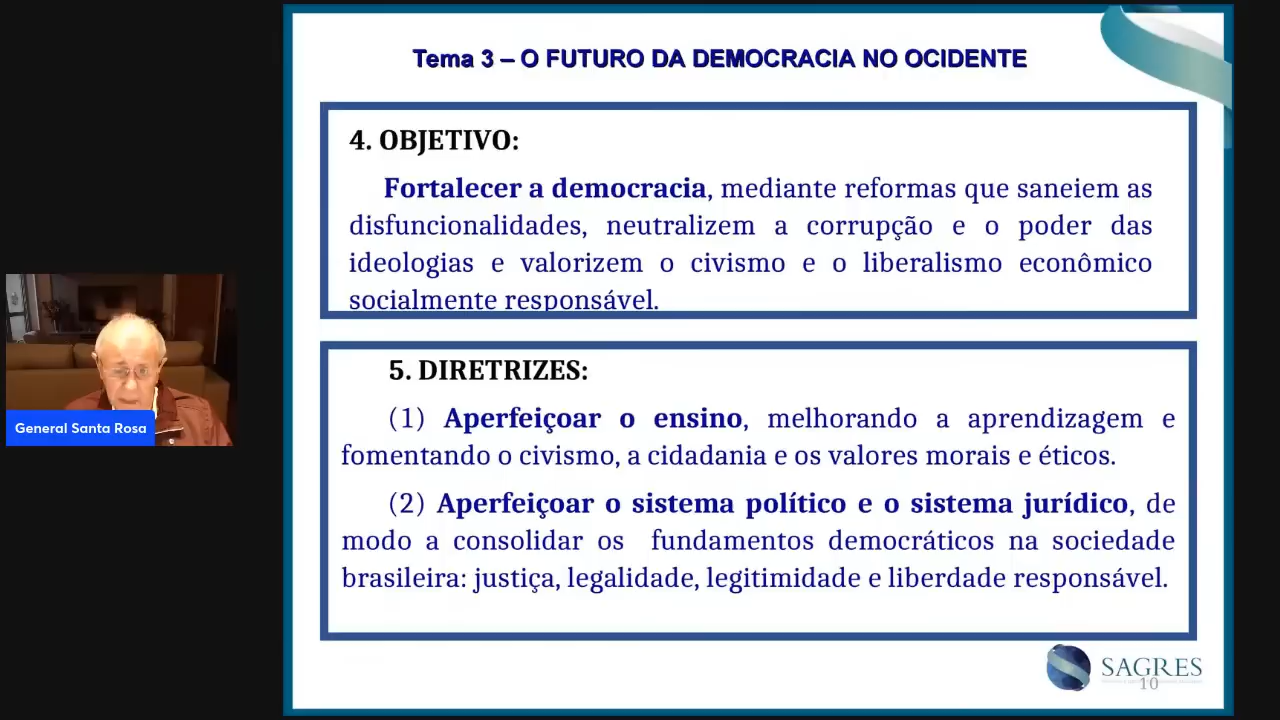 Tema 3 – O FUTURO DA DEMOCRACIA NO OCIDENTE
4. OBJETIVO:
Fortalecer a democracia, mediante reformas que saneiem as
disfuncionalidades, neutralizem a corrupção e o poder das
ideologias e valorizem o civismo e o liberalismo econômico
socialmente responsável.
General Santa Rosa
5. DIRETRIZES:
(1) Aperfeiçoar o ensino, melhorando a aprendizagem e
fomentando o civismo, a cidadania e os valores morais e éticos.
(2) Aperfeiçoar o sistema político e o sistema jurídico, de
modo a consolidar os fundamentos democráticos na sociedade
brasileira: justiça, legalidade, legitimidade e liberdade responsável.
SAGRES
10